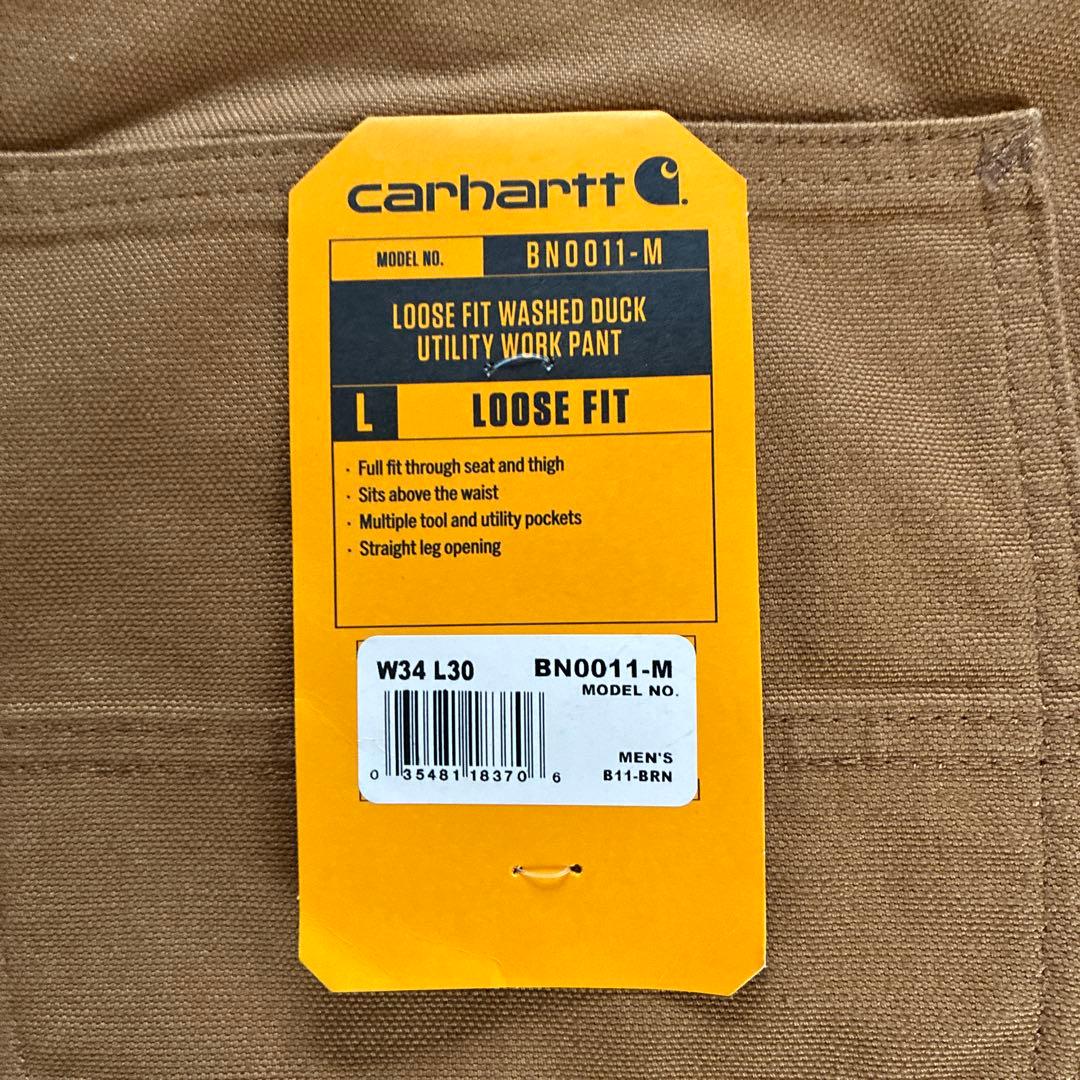 carhartt
MODEL NO. BN0011-M
LOOSE FIT WASHED DUCK
UTILITY WORK PANT
L LOOSE FIT
· Full fit through seat and thigh
· Sits above the waist
· Multiple tool and utility pockets
· Straight leg opening
W34 L30 BN0011-M
MODEL NO.
MEN'S
B11-BRN
0 35481 18370 6